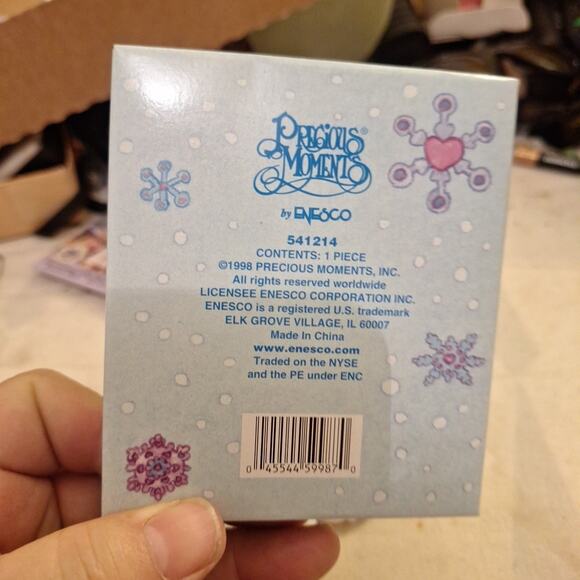 PRECIOUS®
MOMENTS
by ENESCO
541214
CONTENTS: 1 PIECE
©1998 PRECIOUS MOMENTS, INC.
All rights reserved worldwide
LICENSEE ENESCO CORPORATION INC.
ENESCO is a registered U.S. trademark
ELK GROVE VILLAGE, IL 60007
Made In China
www.enesco.com
Traded on the NYSE
and the PE under ENC
0 45544 59987 0